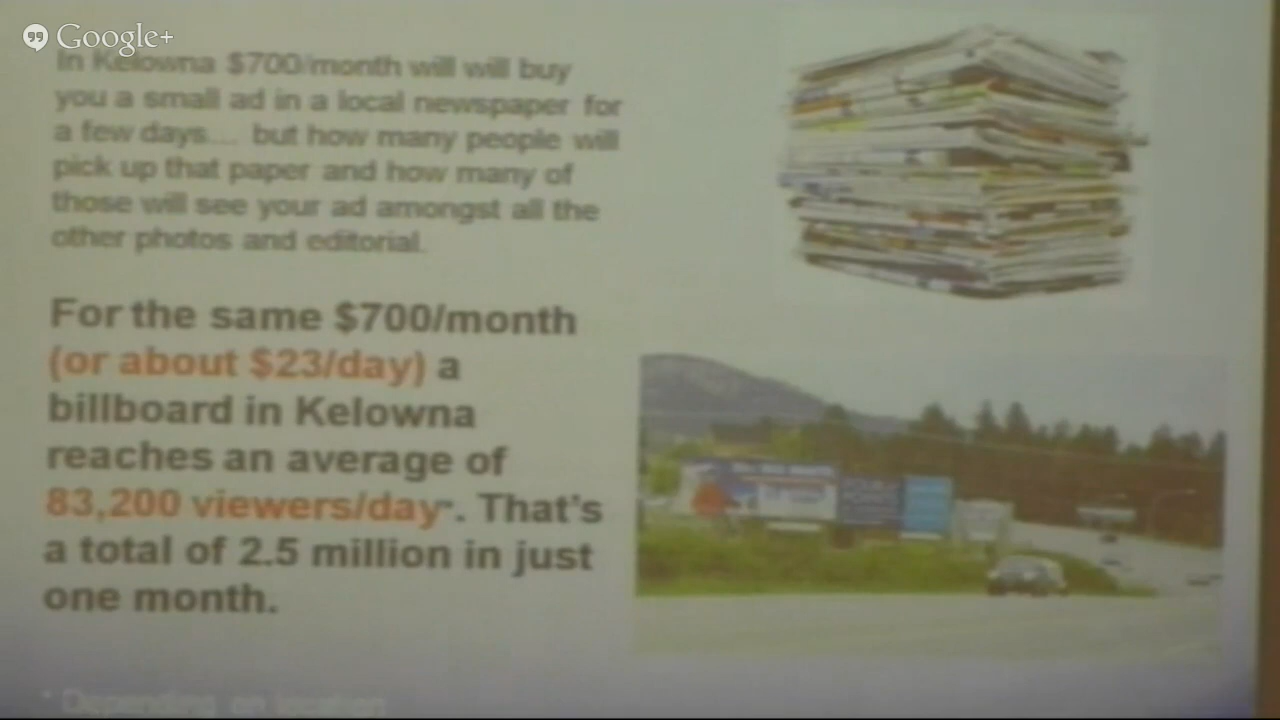 Google+
In Kelowna $700/month will will buy
you a small ad in a local newspaper for
a few days.... but how many people will
pick up that paper and how many of
those will see your ad amongst all the
other photos and editorial.
For the same $700/month
(or about $23/day) a
billboard in Kelowna
reaches an average of
83,200 viewers/day*. That's
a total of 2.5 million in just
one month.
* Depending on location